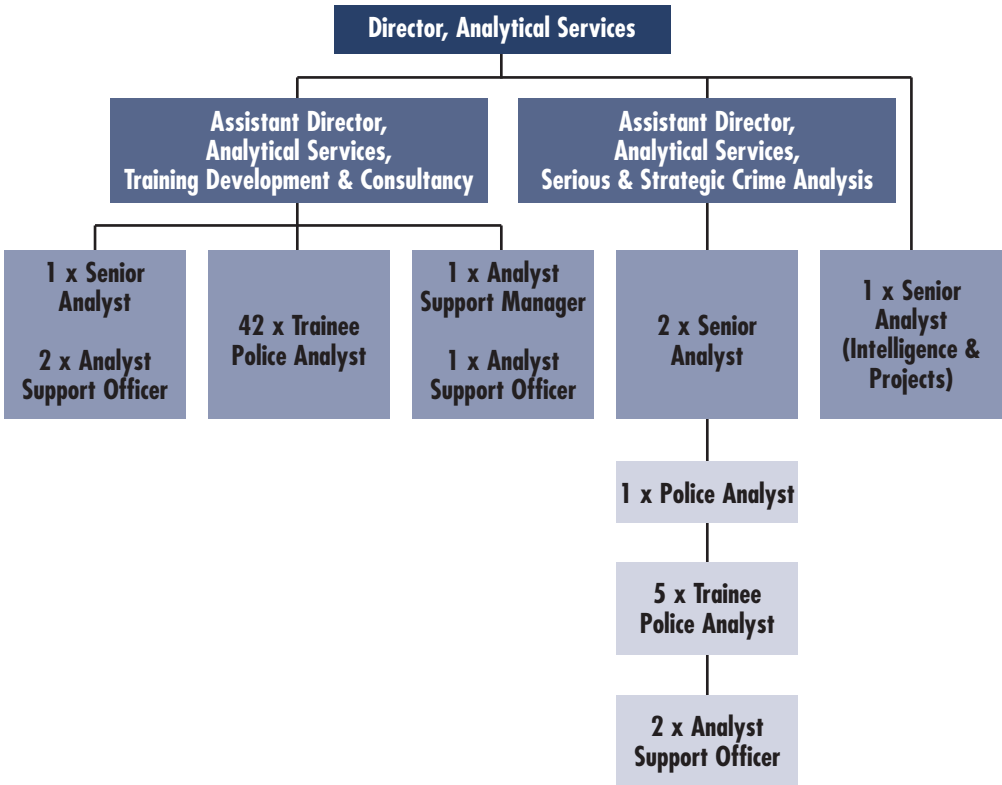 Director, Analytical Services
Assistant Director,
Analytical Services,
Training Development & Consultancy
Assistant Director,
Analytical Services,
Serious & Strategic Crime Analysis
1 x Senior
Analyst
2 x Analyst
Support Officer
42 x Trainee
Police Analyst
1 x Analyst
Support Manager
1 x Analyst
Support Officer
2 x Senior
Analyst
1 x Senior
Analyst
(Intelligence &
Projects)
1 x Police Analyst
5 x Trainee
Police Analyst
2 x Analyst
Support Officer